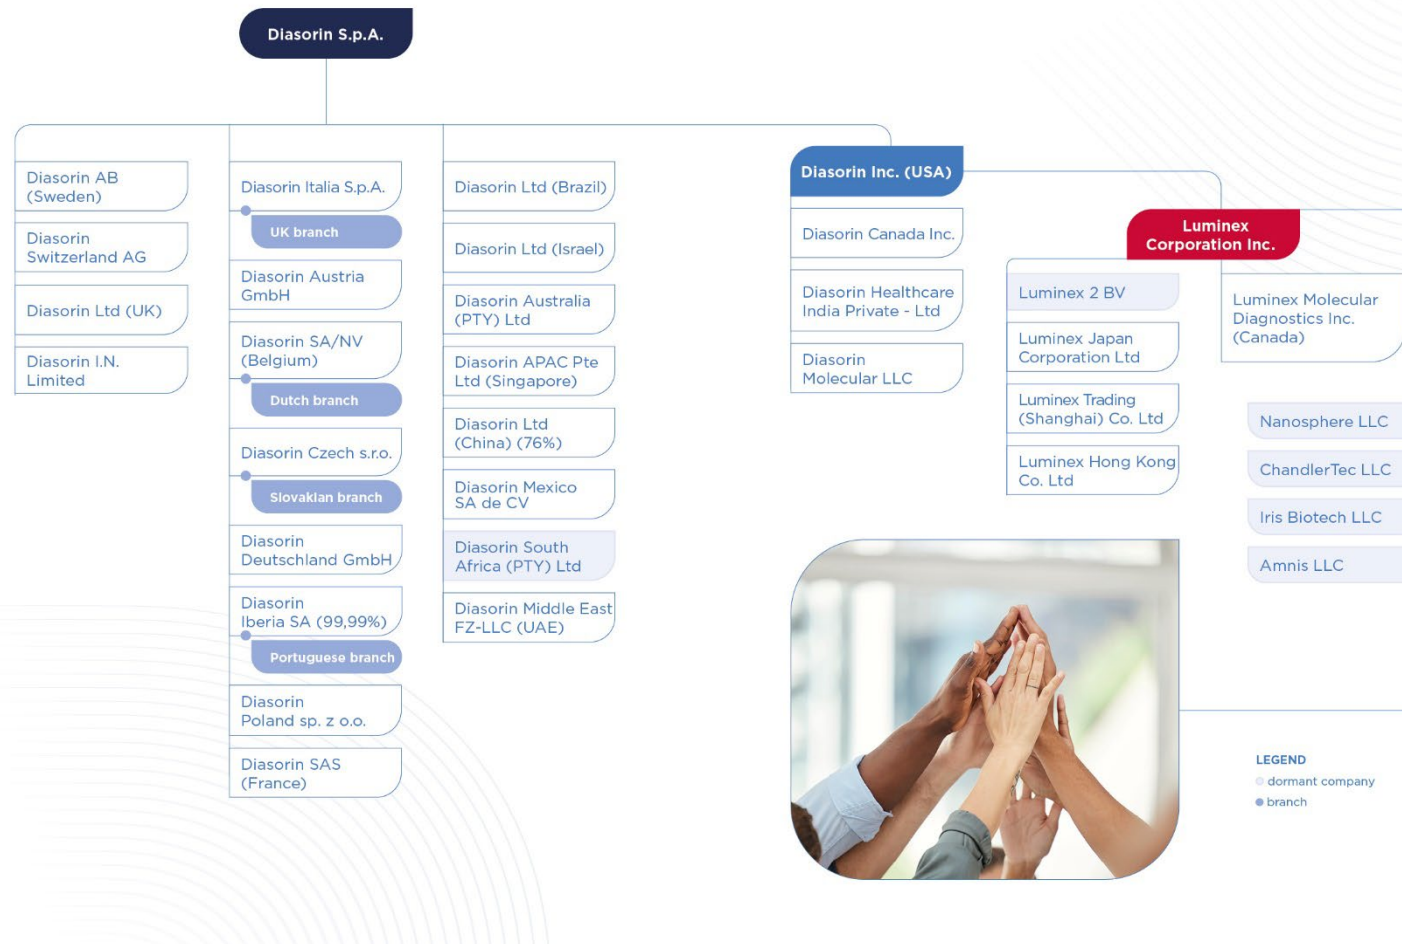 Diasorin S.p.A.
Diasorin AB
(Sweden)
Diasorin
Switzerland AG
Diasorin Ltd (UK)
Diasorin I.N.
Limited
Diasorin Italia S.p.A.
UK branch
Diasorin Austria
GmbH
Diasorin SA/NV
(Belgium)
Dutch branch
Diasorin Czech s.r.o.
Slovakian branch
Diasorin
Deutschland GmbH
Diasorin
Iberia SA (99,99%)
Portuguese branch
Diasorin
Poland sp. z o.o.
Diasorin SAS
(France)
Diasorin Ltd (Brazil)
Diasorin Ltd (Israel)
Diasorin Australia
(PTY) Ltd
Diasorin APAC Pte
Ltd (Singapore)
Diasorin Ltd
(China) (76%)
Diasorin Mexico
SA de CV
Diasorin South
Africa (PTY) Ltd
Diasorin Middle East
FZ-LLC (UAE)
Diasorin Inc. (USA)
Diasorin Canada Inc.
Diasorin Healthcare
India Private - Ltd
Diasorin
Molecular LLC
Luminex
Corporation Inc.
Luminex 2 BV
Luminex Japan
Corporation Ltd
Luminex Trading
(Shanghai) Co. Ltd
Luminex Hong Kong
Co. Ltd
Luminex Molecular
Diagnostics Inc.
(Canada)
Nanosphere LLC
ChandlerTec LLC
Iris Biotech LLC
Amnis LLC
LEGEND
dormant company
branch